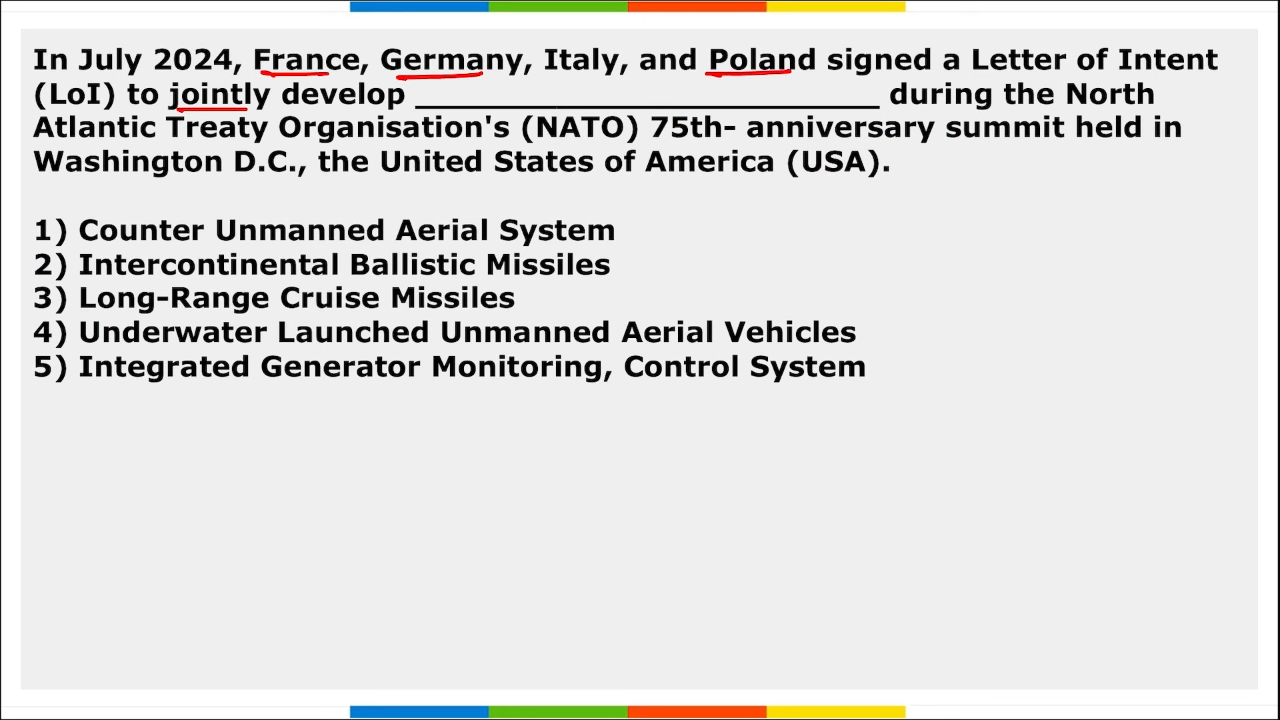 In July 2024, France, Germany, Italy, and Poland signed a Letter of Intent
(LoI) to jointly develop ___________________________ during the North
Atlantic Treaty Organisation's (NATO) 75th- anniversary summit held in
Washington D.C., the United States of America (USA).
1) Counter Unmanned Aerial System
2) Intercontinental Ballistic Missiles
3) Long-Range Cruise Missiles
4) Underwater Launched Unmanned Aerial Vehicles
5) Integrated Generator Monitoring, Control System